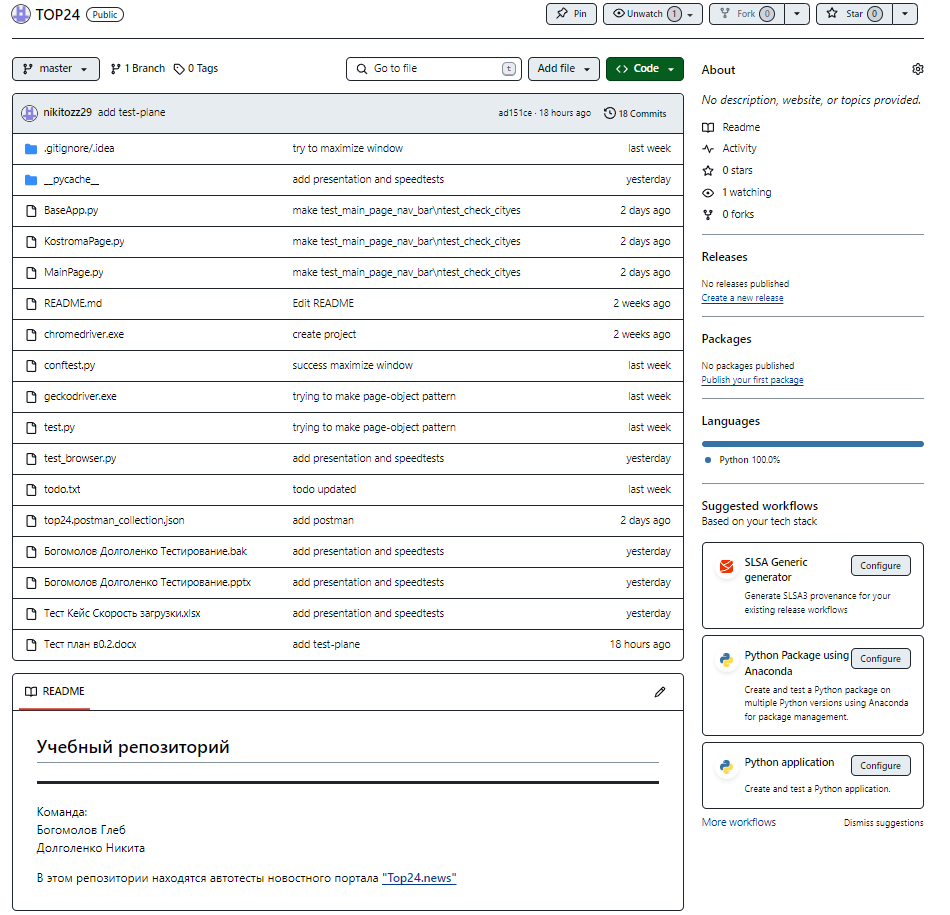 TOP24 Public Pin Unwatch 1 Fork 0 Star 0
master 1 Branch 0 Tags Go to file t Add file Code
nikitozz29 add test-plane ad151ce · 18 hours ago 18 Commits
.gitignore/.idea try to maximize window last week
__pycache__ add presentation and speedtests yesterday
BaseApp.py make test_main_page_nav_bar\ntest_check_cityes 2 days ago
KostromaPage.py make test_main_page_nav_bar\ntest_check_cityes 2 days ago
MainPage.py make test_main_page_nav_bar\ntest_check_cityes 2 days ago
README.md Edit README 2 weeks ago
chromedriver.exe create project 2 weeks ago
conftest.py success maximize window last week
geckodriver.exe trying to make page-object pattern last week
test.py trying to make page-object pattern last week
test_browser.py add presentation and speedtests yesterday
todo.txt todo updated last week
top24.postman_collection.json add postman 2 days ago
Богомолов Долголенко Тестирование.bak add presentation and speedtests yesterday
Богомолов Долголенко Тестирование.pptx add presentation and speedtests yesterday
Тест Кейс Скорость загрузки.xlsx add presentation and speedtests yesterday
Тест план в0.2.docx add test-plane 18 hours ago
README
Учебный репозиторий
Команда:
Богомолов Глеб
Долголенко Никита
В этом репозитории находятся автотесты новостного портала "Top24.news"
About
No description, website, or topics provided.
Readme
Activity
0 stars
1 watching
0 forks
Releases
No releases published
Create a new release
Packages
No packages published
Publish your first package
Languages
Python 100.0%
Suggested workflows
Based on your tech stack
SLSA Generic
generator
Configure
Generate SLSA3 provenance for your
existing release workflows
Python Package using
Anaconda
Configure
Create and test a Python package on
multiple Python versions using Anaconda
for package management.
Python application
Configure
Create and test a Python application.
More workflows Dismiss suggestions